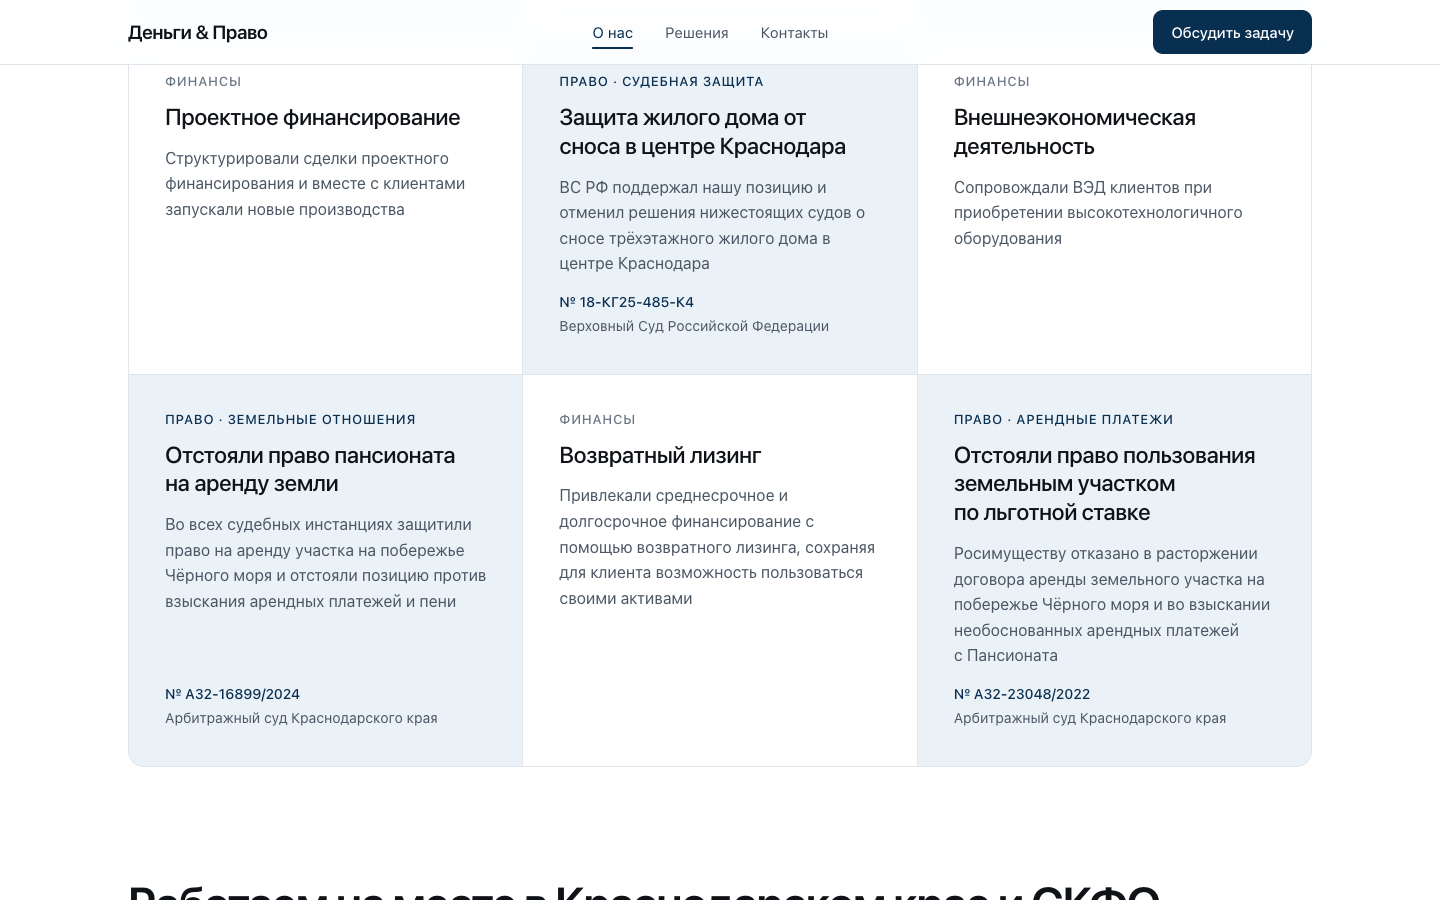 Деньги & Право
О нас
Решения
Контакты
Обсудить задачу
ФИНАНСЫ
Проектное финансирование
Структурировали сделки проектного
финансирования и вместе с клиентами
запускали новые производства
ПРАВО · СУДЕБНАЯ ЗАЩИТА
Защита жилого дома от
сноса в центре Краснодара
ВС РФ поддержал нашу позицию и
отменил решения нижестоящих судов о
сносе трёхэтажного жилого дома в
центре Краснодара
№ 18-КГ25-485-К4
Верховный Суд Российской Федерации
ФИНАНСЫ
Внешнеэкономическая
деятельность
Сопровождали ВЭД клиентов при
приобретении высокотехнологичного
оборудования
ПРАВО · ЗЕМЕЛЬНЫЕ ОТНОШЕНИЯ
Отстояли право пансионата
на аренду земли
Во всех судебных инстанциях защитили
право на аренду участка на побережье
Чёрного моря и отстояли позицию против
взыскания арендных платежей и пени
№ А32-16899/2024
Арбитражный суд Краснодарского края
ФИНАНСЫ
Возвратный лизинг
Привлекали среднесрочное и
долгосрочное финансирование с
помощью возвратного лизинга, сохраняя
для клиента возможность пользоваться
своими активами
ПРАВО · АРЕНДНЫЕ ПЛАТЕЖИ
Отстояли право пользования
земельным участком
по льготной ставке
Росимуществу отказано в расторжении
договора аренды земельного участка на
побережье Чёрного моря и во взыскании
необоснованных арендных платежей
с Пансионата
№ А32-23048/2022
Арбитражный суд Краснодарского края
Работаем на месте в Краснодарском крае и СКФО